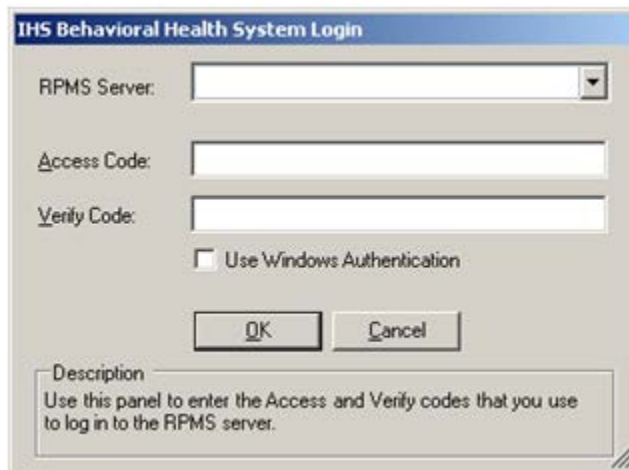 IHS Behavioral Health System Login
RPMS Server:
Access Code:
Verify Code:
Use Windows Authentication
OK Cancel
Description
Use this panel to enter the Access and Verify codes that you use
to log in to the RPMS server.